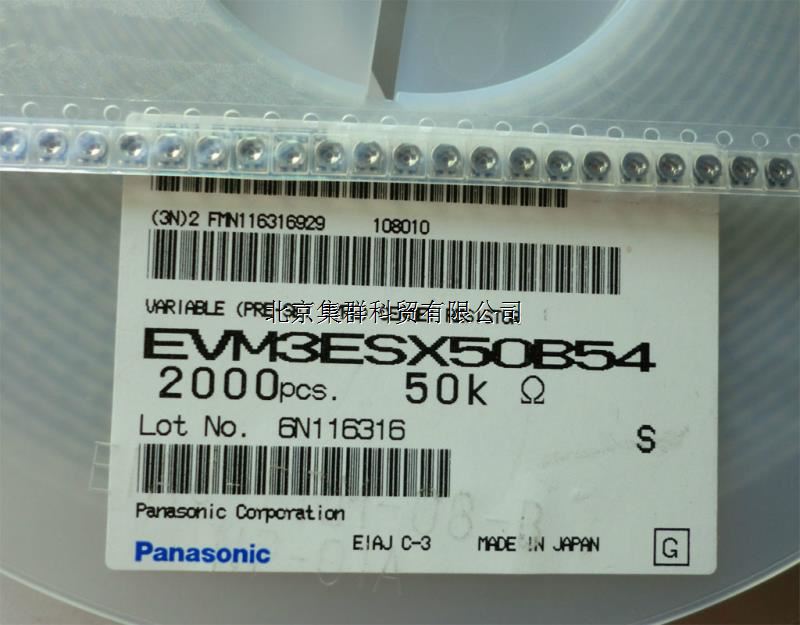 (3N)2 FMN116316929 108010
VARIABLE
北京集群科贸有限公司
EVM3ESX50B54
2000pcs. 50k Ω
Lot No. 6N116316
S
Panasonic Corporation
Panasonic EIAJ C-3 MADE IN JAPAN G